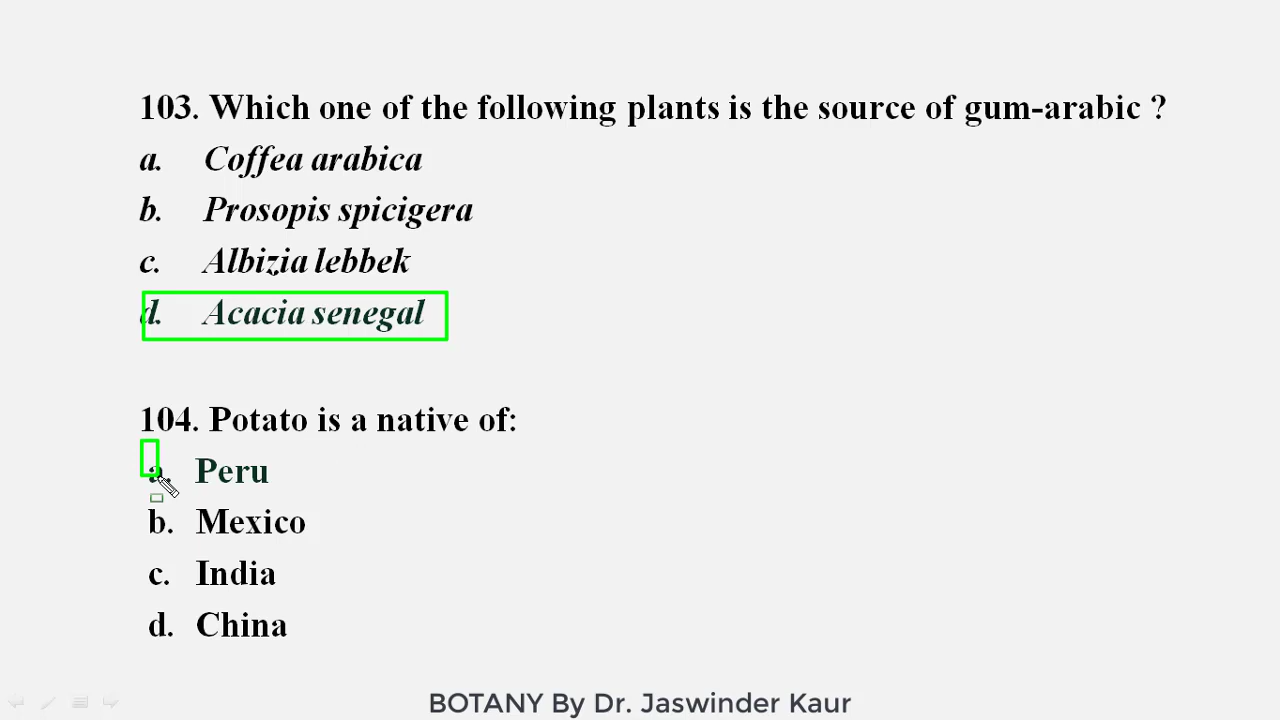 103. Which one of the following plants is the source of gum-arabic ?
a. Coffea arabica
b. Prosopis spicigera
c. Albizia lebbek
d. Acacia senegal
104. Potato is a native of:
a. Peru
b. Mexico
c. India
d. China
BOTANY By Dr. Jaswinder Kaur